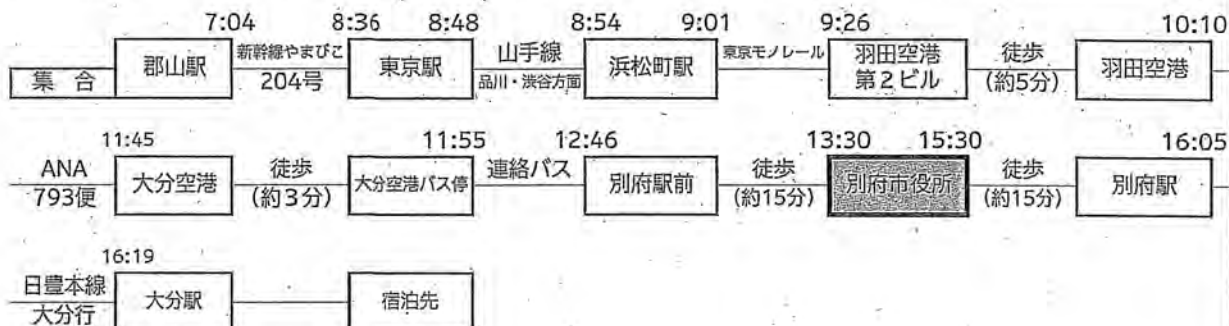 7:04 8:36 8:48 8:54 9:01 9:26 10:10
集合 郡山駅 新幹線やまびこ 204号 東京駅 山手線 品川・渋谷方面 浜松町駅 東京モノレール 羽田空港 第2ビル 徒歩 (約5分) 羽田空港
11:45 11:55 12:46 13:30 15:30 16:05
ANA 793便 大分空港 徒歩 (約3分) 大分空港バス停 連絡バス 別府駅前 徒歩 (約15分) 別府市役所 徒歩 (約15分) 別府駅
16:19
日豊本線 大分行 大分駅 宿泊先